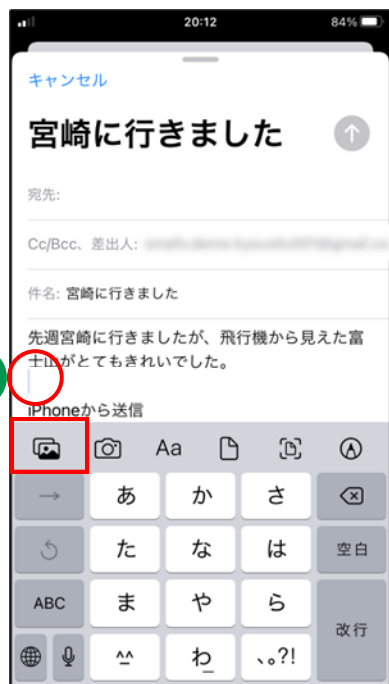 20:12
84%
キャンセル
宮崎に行きました
宛先:
Cc/Bcc、差出人:
件名: 宮崎に行きました
先週宮崎に行きましたが、飛行機から見えた富
士山がとてもきれいでした。
iPhoneから送信
Aa
→ あ か さ
た な は 空白
ABC ま や ら 改行
^^ わ_ 、。?!